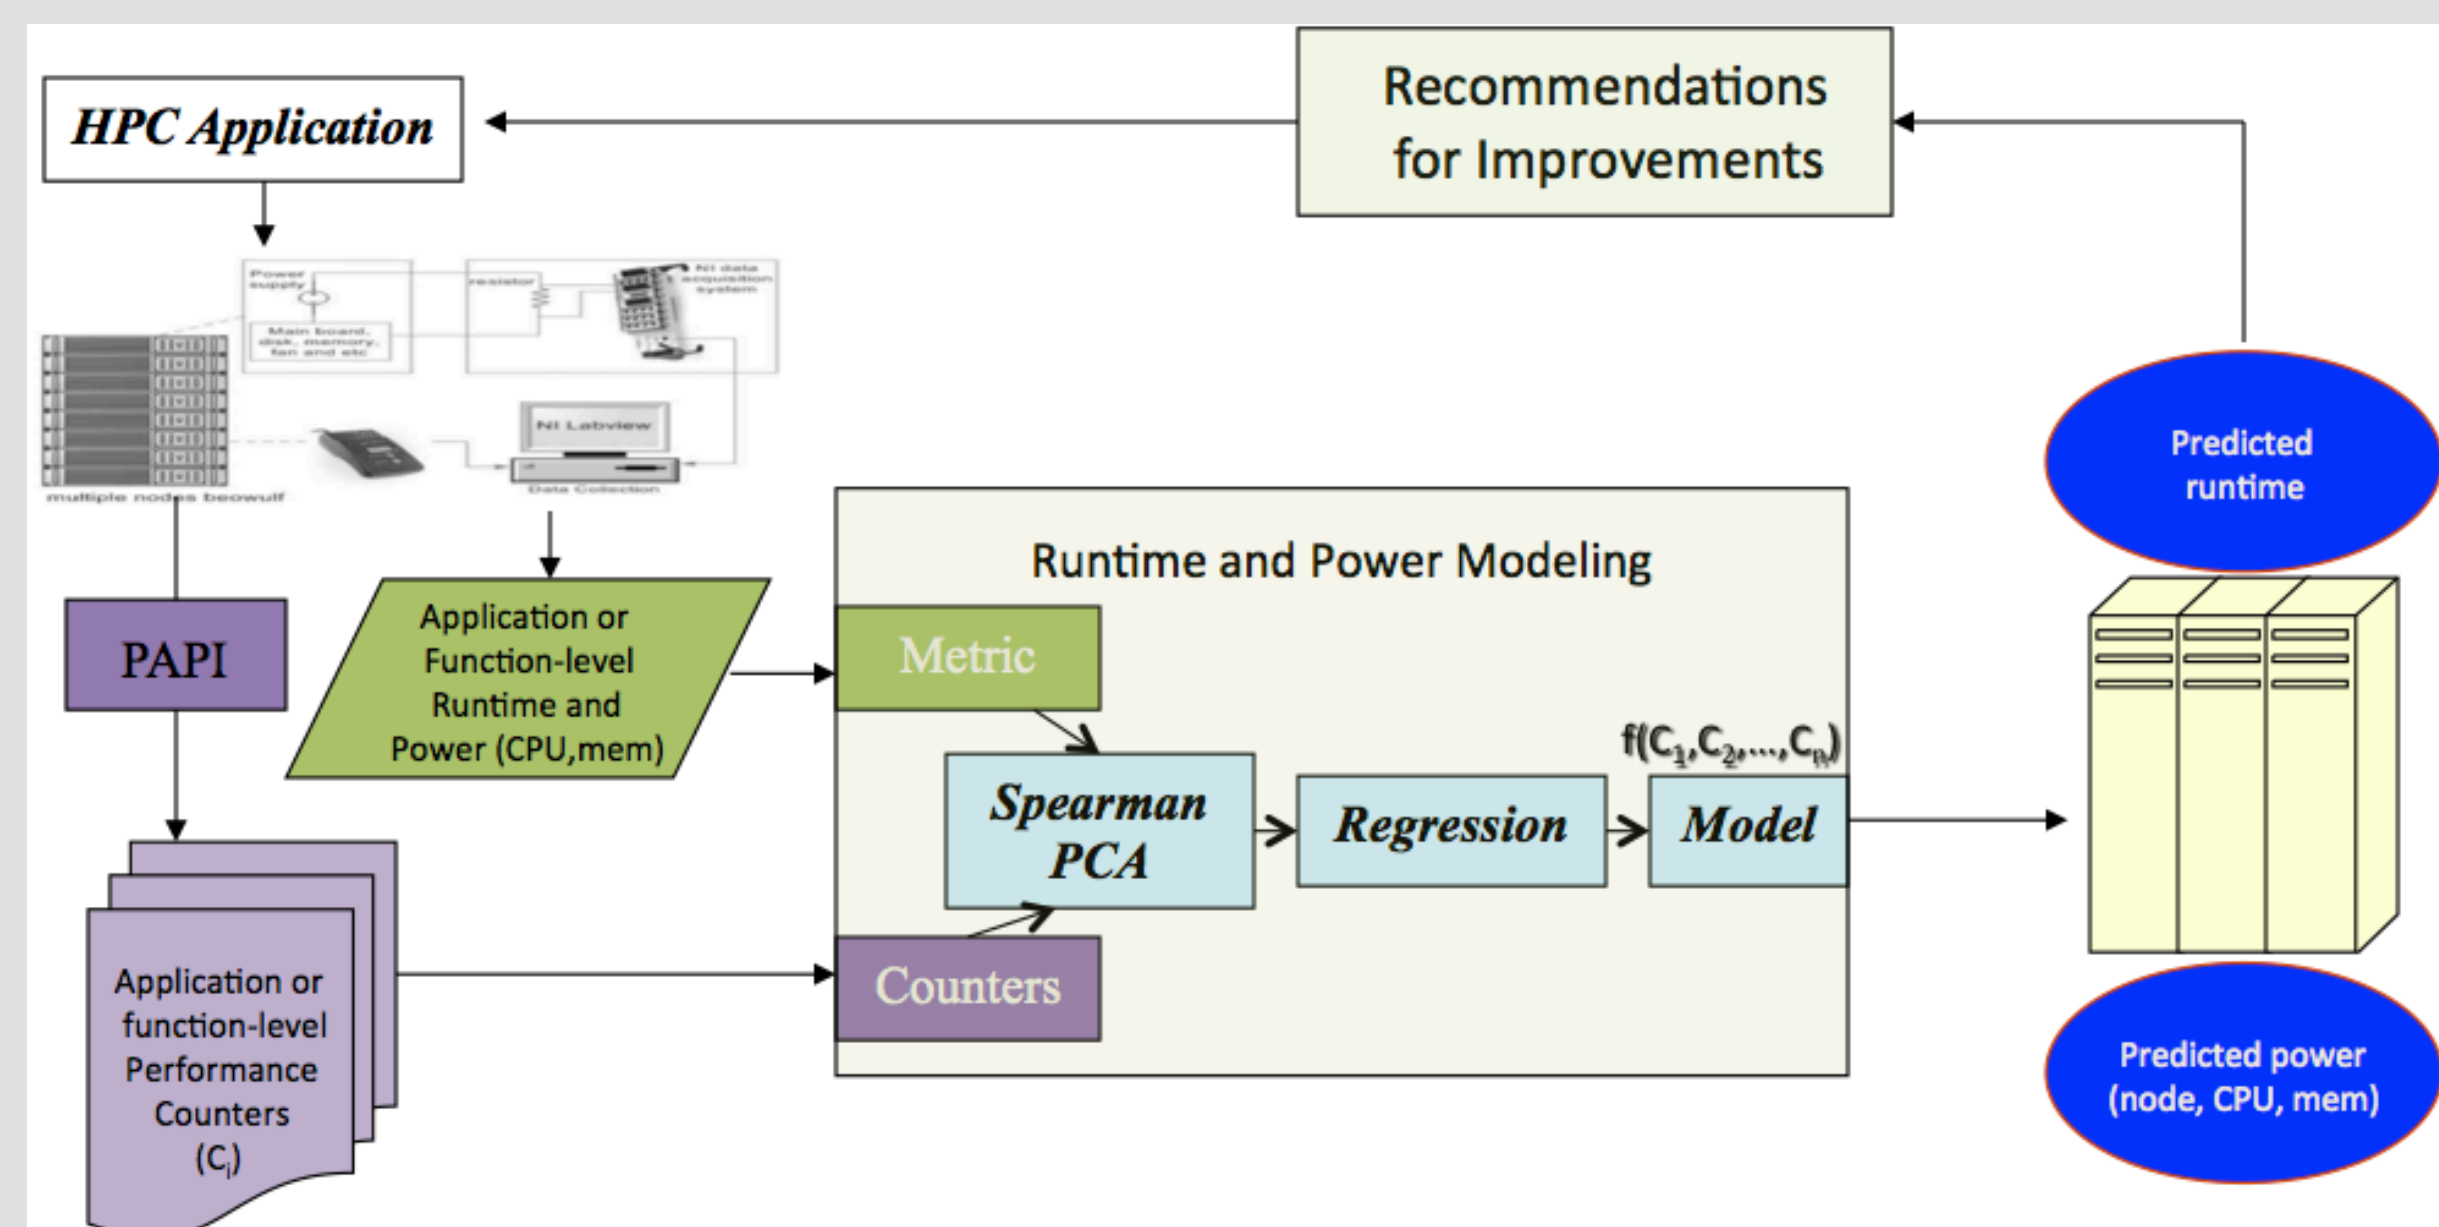 HPC Application
Recommendations
for Improvements
Power
supply
Main board,
disk, memory,
fan and etc
resistor
NI data
acquisition
system
NI Labview
Data Collection
multiple nodes beowulf
PAPI
Application or
Function-level
Runtime and
Power (CPU,mem)
Application or
function-level
Performance
Counters
(Ci)
Runtime and Power Modeling
Metric
Spearman
PCA
Counters
Regression
f(C1,C2,...,Cn)
Model
Predicted
runtime
Predicted power
(node, CPU, mem)